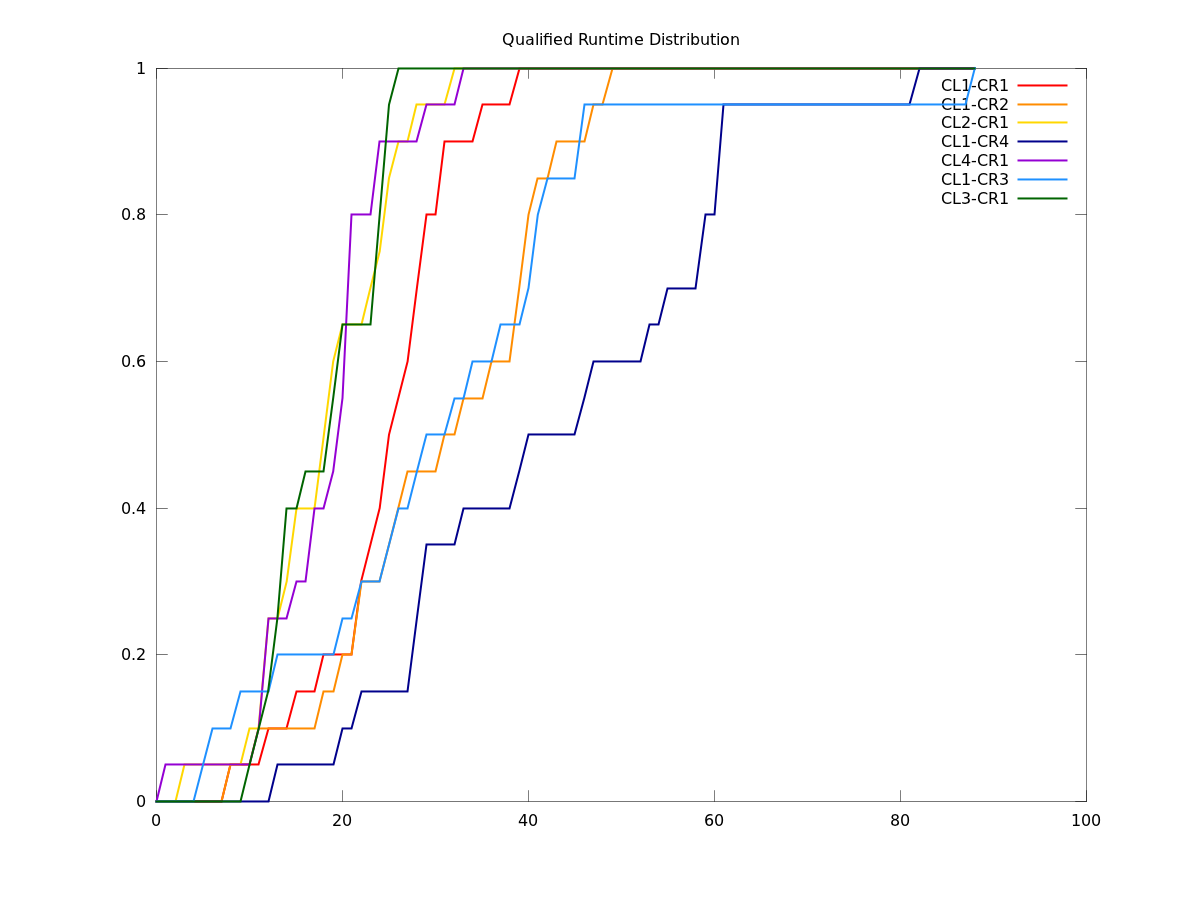 Qualified Runtime Distribution
1
0.8
0.6
0.4
0.2
0
0 20 40 60 80 100
CL1-CR1
CL1-CR2
CL2-CR1
CL1-CR4
CL4-CR1
CL1-CR3
CL3-CR1